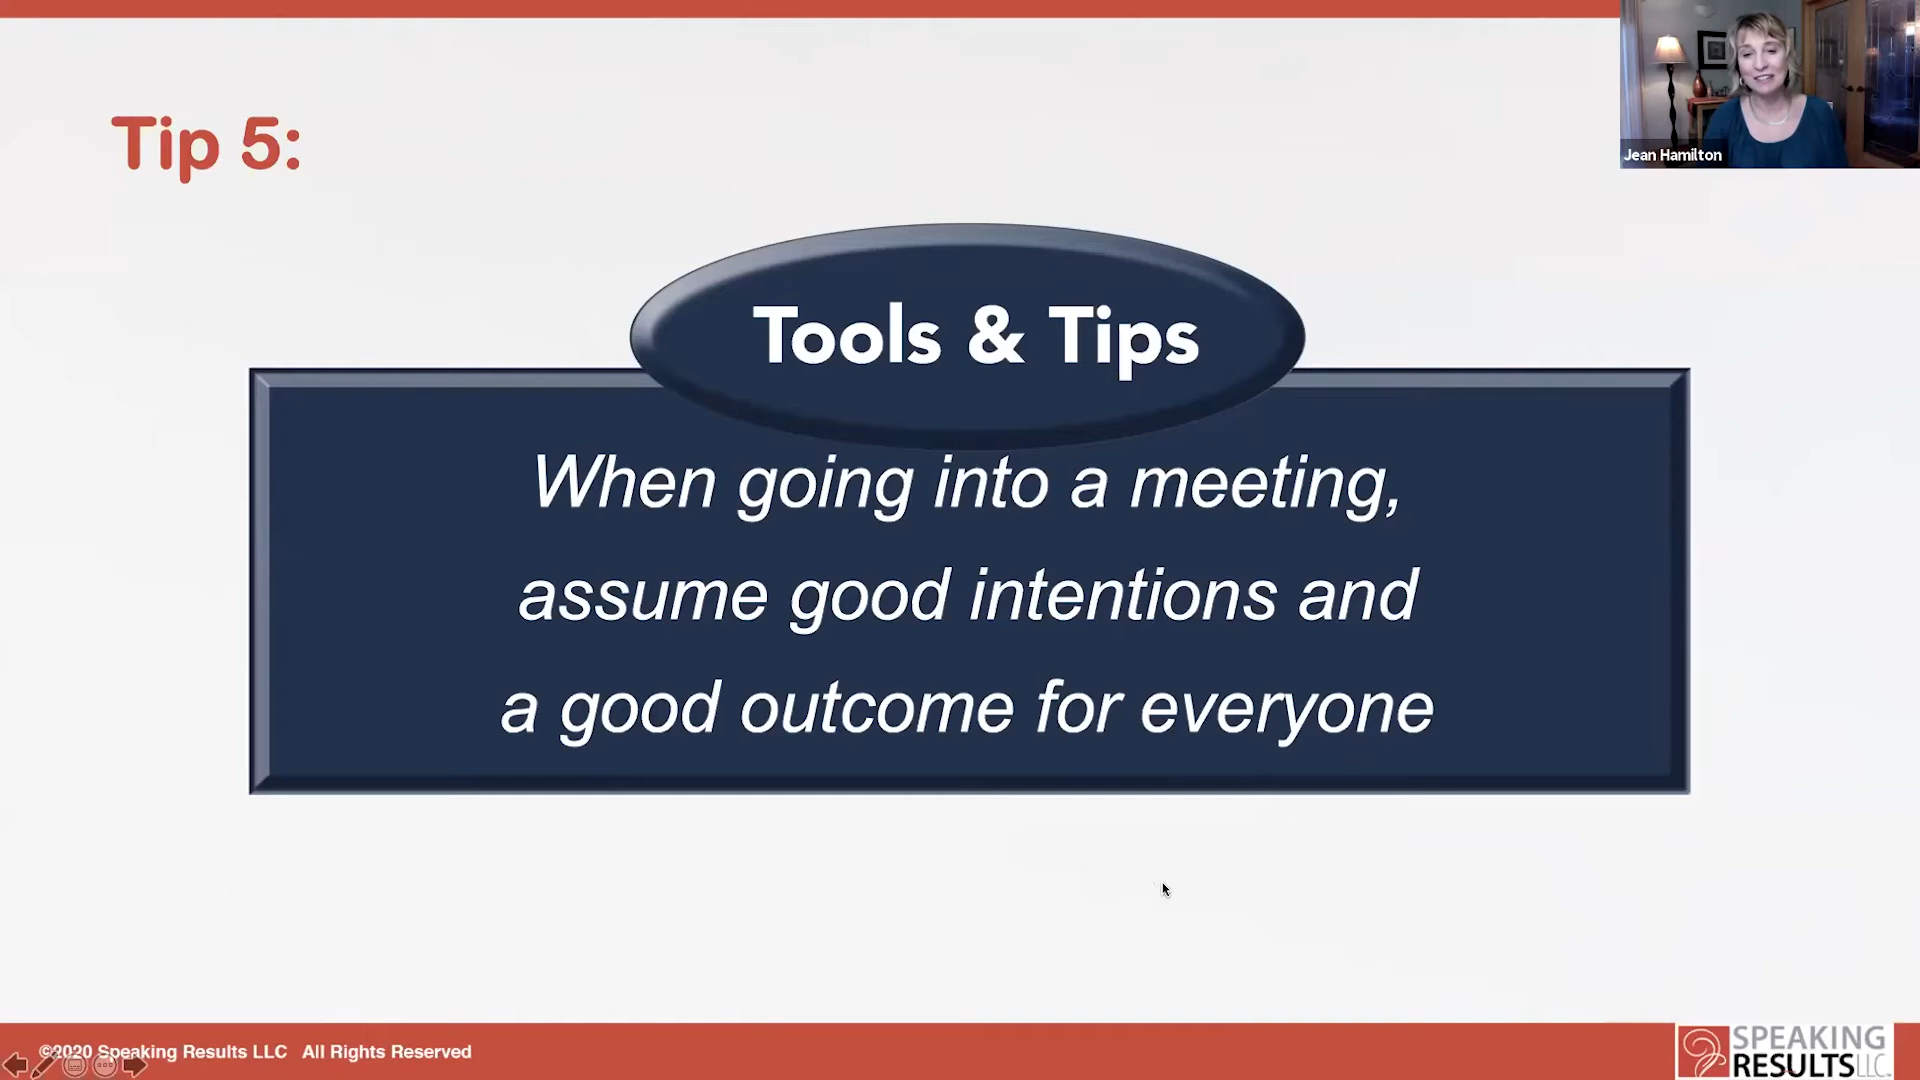 Tip 5:
Jean Hamilton
Tools & Tips
When going into a meeting,
assume good intentions and
a good outcome for everyone
©2020 Speaking Results LLC All Rights Reserved
SPEAKING
RESULTS LLC